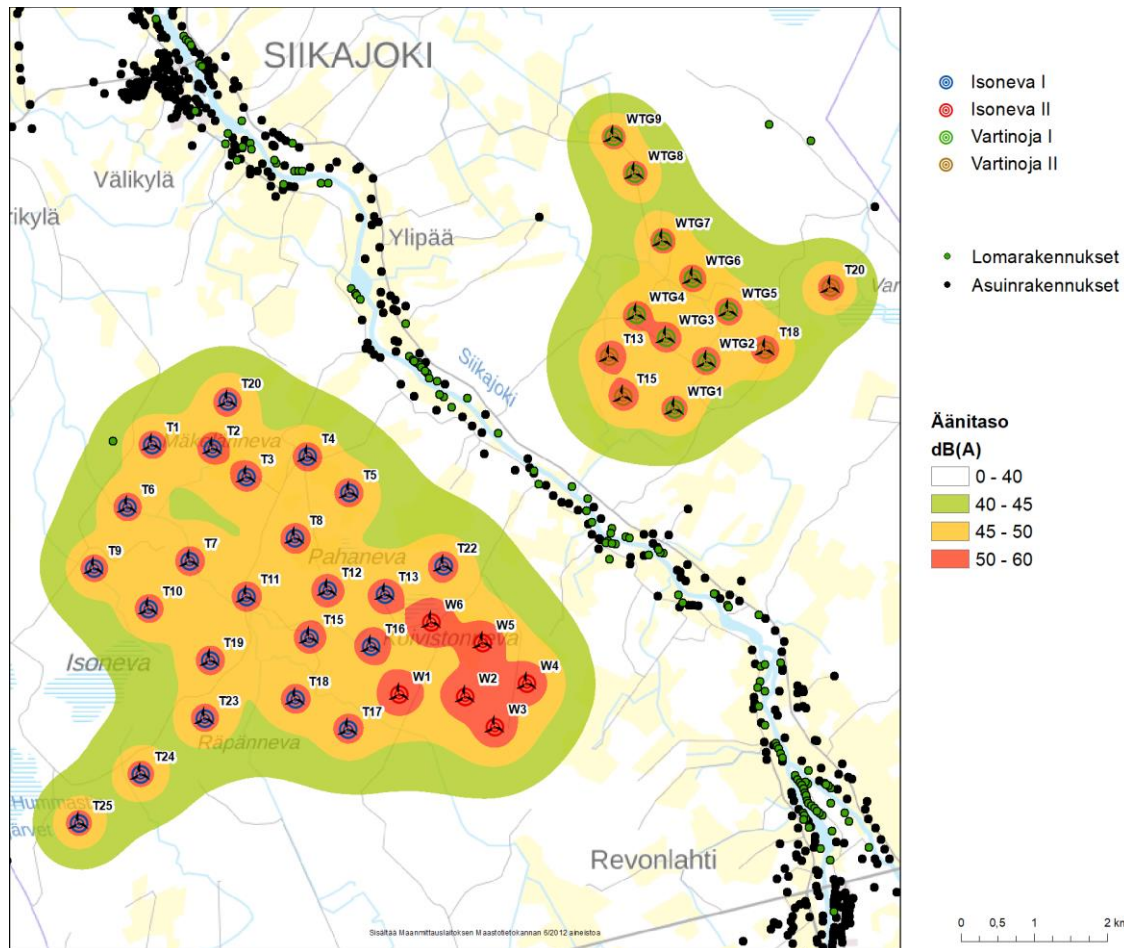 SIIKAJOKI
Välikylä
rikylä
Ylipää
Siikajoki
WTG9
WTG8
WTG7
WTG6
WTG5
WTG4
WTG3
WTG2
WTG1
T13
T15
T18
T20
Var
T20
T1
T2
T3
T4
T5
T6
T7
T8
Pahaneva
T9
T10
T11
T12
T13
T22
W6
W5
T15
T16
T19
Isoneva
W1
W2
W4
W3
T18
T17
T23
Räpänneva
T24
T25
Hummast
ärvet
Revonlahti
Sisältää Maanmittauslaitoksen Maastotietokannan 6/2012 aineistoa
Isoneva I
Isoneva II
Vartinoja I
Vartinoja II
Lomarakennukset
Asuinrakennukset
Äänitaso
dB(A)
0 - 40
40 - 45
45 - 50
50 - 60
0 0,5 1 2 km